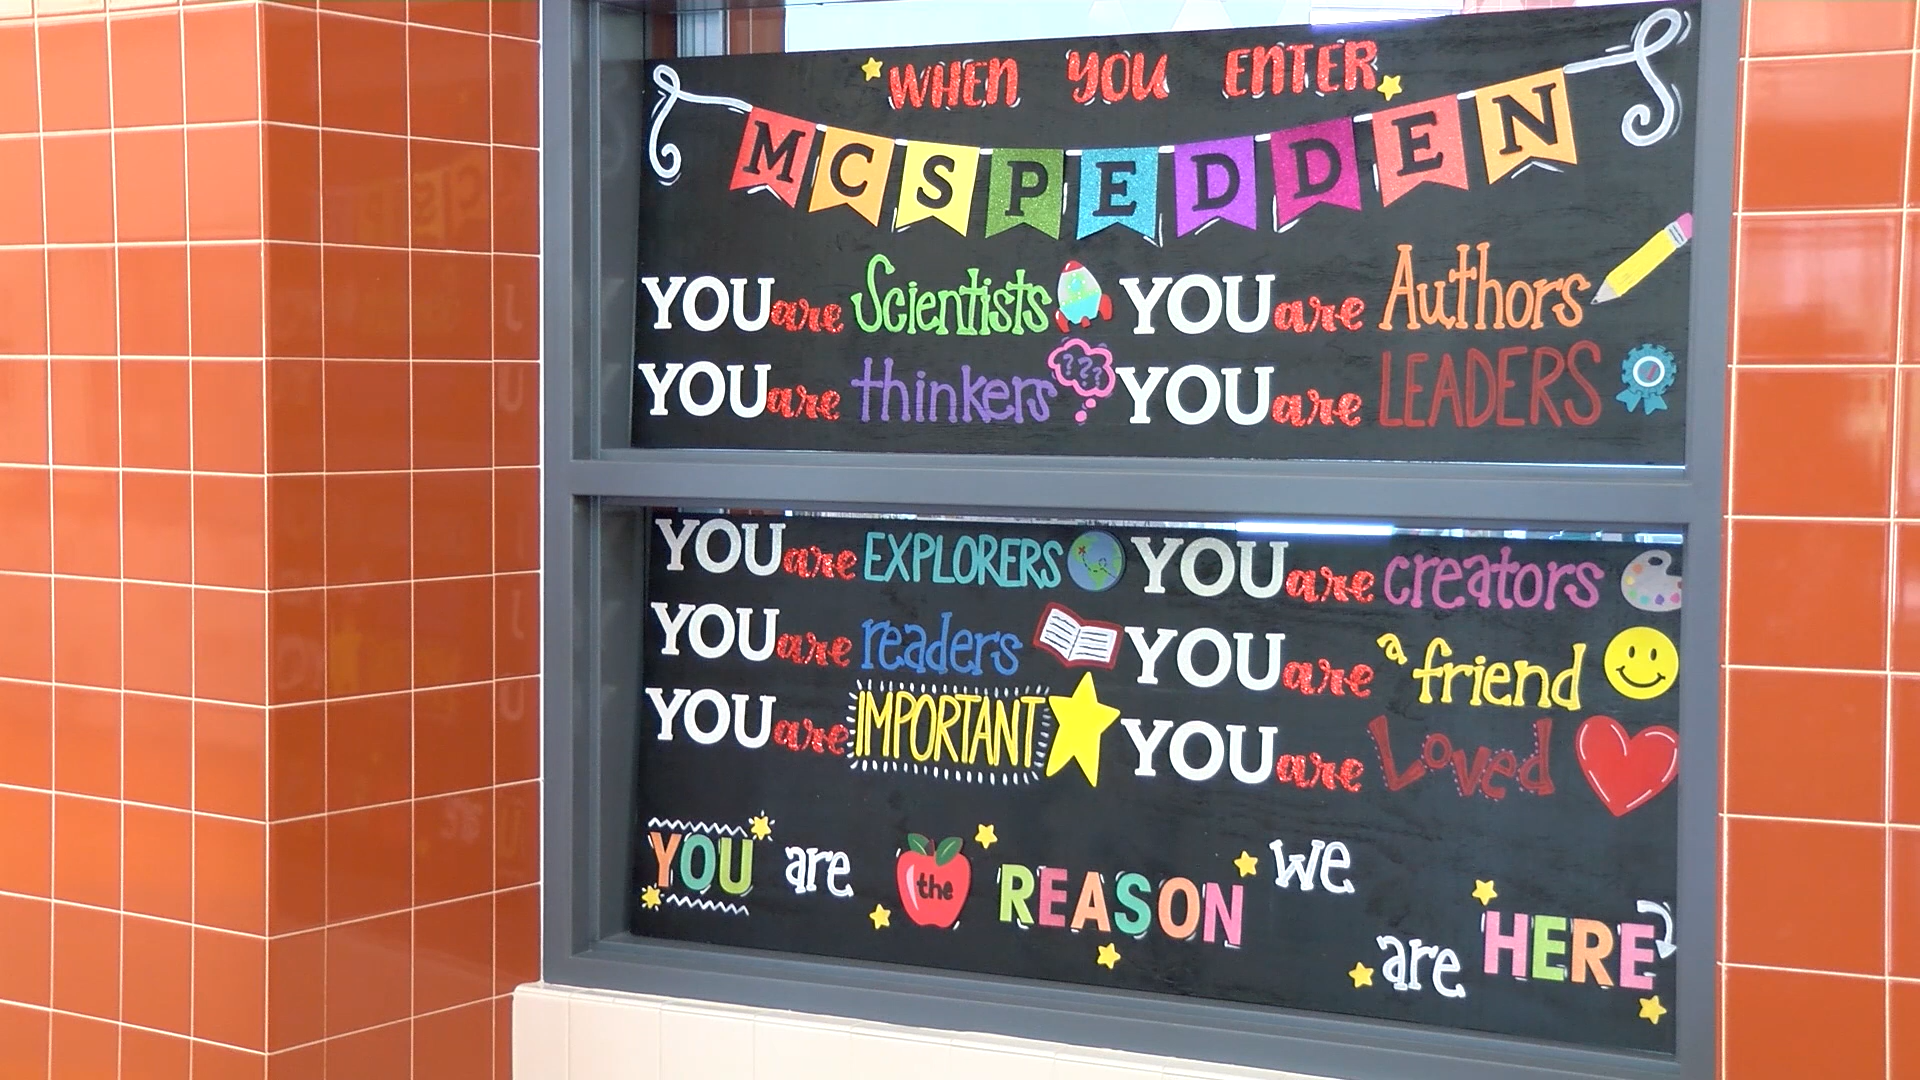 WHEN YOU ENTER
MCSPEDDEN
YOU are Scientists YOU are Authors
YOU are thinkers ??? YOU are LEADERS
YOU are EXPLORERS YOU are creators
YOU are readers YOU are a friend
YOU are IMPORTANT YOU are Loved
YOU are the REASON we
are HERE